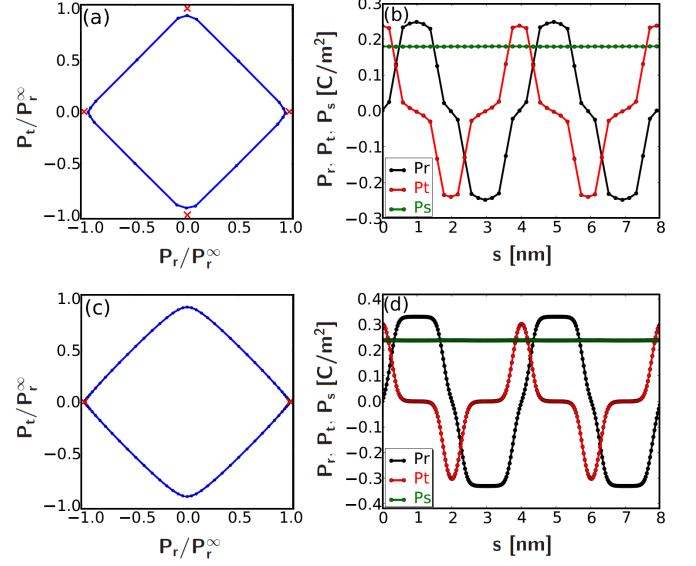 (a)
1.0
0.5
0.0
−0.5
−1.0
P_t/P_r^∞
−1.0 −0.5 0.0 0.5 1.0
P_r/P_r^∞
(b)
0.3
0.2
0.1
0.0
−0.1
−0.2
−0.3
P_r, P_t, P_s [C/m²]
Pr
Pt
Ps
0 1 2 3 4 5 6 7 8
s [nm]
(c)
1.0
0.5
0.0
−0.5
−1.0
P_t/P_r^∞
−1.0 −0.5 0.0 0.5 1.0
P_r/P_r^∞
(d)
0.4
0.3
0.2
0.1
0.0
−0.1
−0.2
−0.3
−0.4
P_r, P_t, P_s [C/m²]
Pr
Pt
Ps
0 1 2 3 4 5 6 7 8
s [nm]